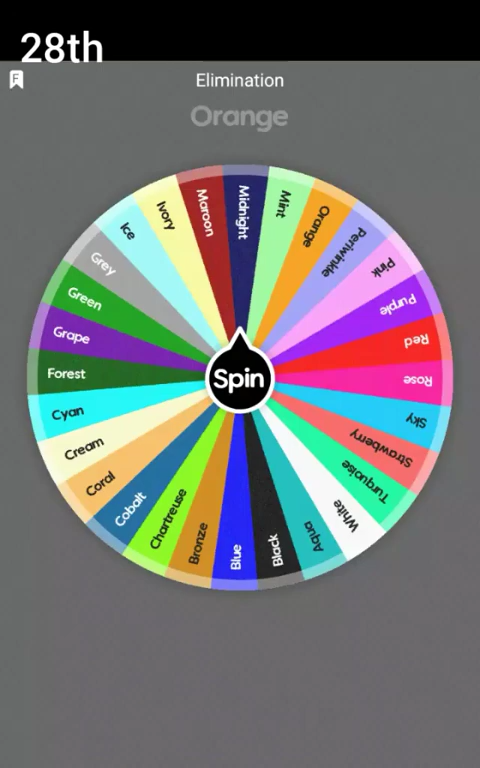 28th
F
Elimination
Orange
Midnight
Mint
Orange
Periwinkle
Pink
Purple
Red
Rose
Sky
Strawberry
Turquoise
White
Aqua
Black
Blue
Bronze
Chartreuse
Cobalt
Coral
Cream
Cyan
Forest
Grape
Green
Grey
Ice
Ivory
Maroon
Spin